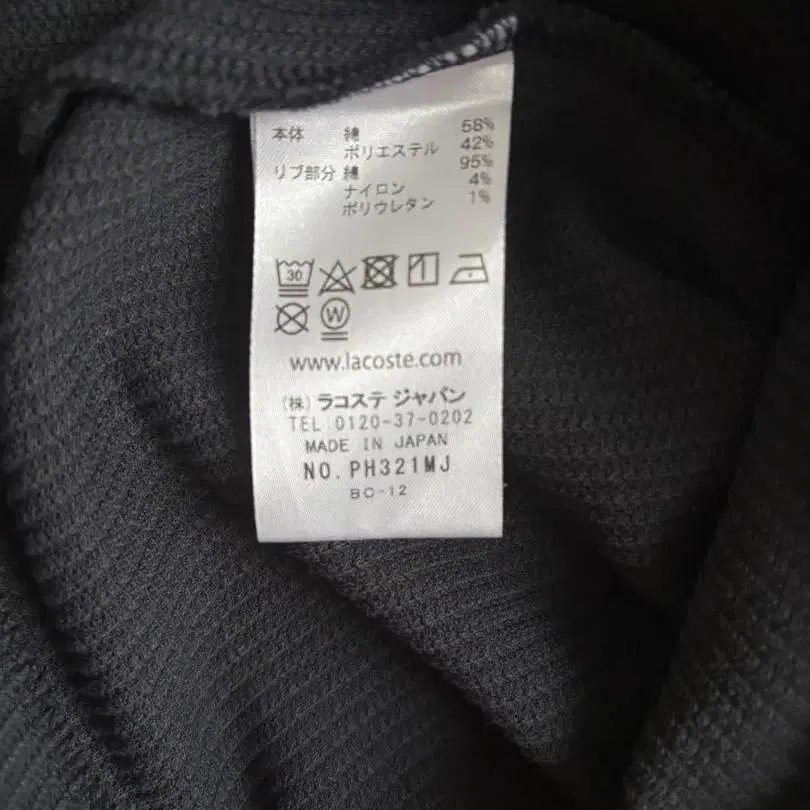 本体 綿 58%
ポリエステル 42%
リブ部分 綿 95%
ナイロン 4%
ポリウレタン 1%
30
W
www.lacoste.com
(株) ラコステ ジャパン
TEL 0120-37-0202
MADE IN JAPAN
NO. PH321MJ
BC-12